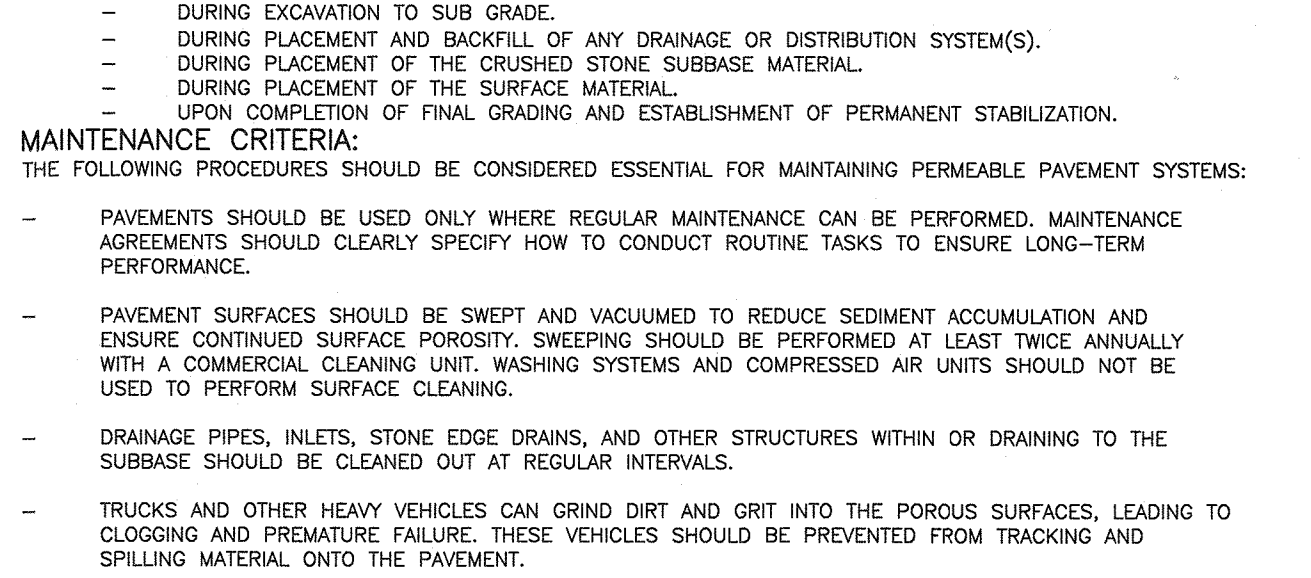 – DURING EXCAVATION TO SUB GRADE.
– DURING PLACEMENT AND BACKFILL OF ANY DRAINAGE OR DISTRIBUTION SYSTEM(S).
– DURING PLACEMENT OF THE CRUSHED STONE SUBBASE MATERIAL.
– DURING PLACEMENT OF THE SURFACE MATERIAL.
– UPON COMPLETION OF FINAL GRADING AND ESTABLISHMENT OF PERMANENT STABILIZATION.
MAINTENANCE CRITERIA:
THE FOLLOWING PROCEDURES SHOULD BE CONSIDERED ESSENTIAL FOR MAINTAINING PERMEABLE PAVEMENT SYSTEMS:
– PAVEMENTS SHOULD BE USED ONLY WHERE REGULAR MAINTENANCE CAN BE PERFORMED. MAINTENANCE
AGREEMENTS SHOULD CLEARLY SPECIFY HOW TO CONDUCT ROUTINE TASKS TO ENSURE LONG–TERM
PERFORMANCE.
– PAVEMENT SURFACES SHOULD BE SWEPT AND VACUUMED TO REDUCE SEDIMENT ACCUMULATION AND
ENSURE CONTINUED SURFACE POROSITY. SWEEPING SHOULD BE PERFORMED AT LEAST TWICE ANNUALLY
WITH A COMMERCIAL CLEANING UNIT. WASHING SYSTEMS AND COMPRESSED AIR UNITS SHOULD NOT BE
USED TO PERFORM SURFACE CLEANING.
– DRAINAGE PIPES, INLETS, STONE EDGE DRAINS, AND OTHER STRUCTURES WITHIN OR DRAINING TO THE
SUBBASE SHOULD BE CLEANED OUT AT REGULAR INTERVALS.
– TRUCKS AND OTHER HEAVY VEHICLES CAN GRIND DIRT AND GRIT INTO THE POROUS SURFACES, LEADING TO
CLOGGING AND PREMATURE FAILURE. THESE VEHICLES SHOULD BE PREVENTED FROM TRACKING AND
SPILLING MATERIAL ONTO THE PAVEMENT.